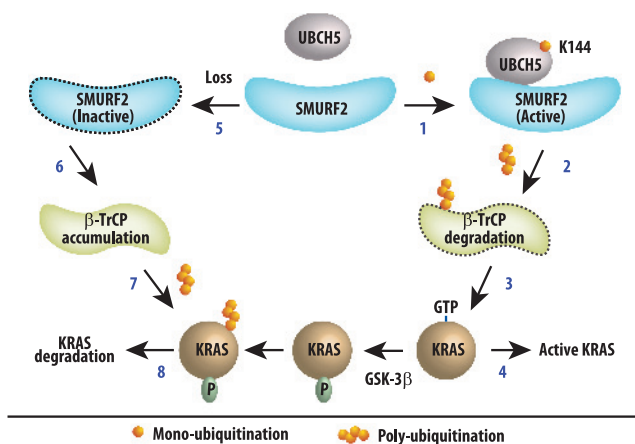 UBCH5
K144
UBCH5
Loss
SMURF2
(Inactive)
SMURF2
SMURF2
(Active)
5
1
6
2
β-TrCP
accumulation
β-TrCP
degradation
7
3
GTP
KRAS
degradation
KRAS
KRAS
KRAS
Active KRAS
8
4
P
P
GSK-3β
Mono-ubiquitination
Poly-ubiquitination